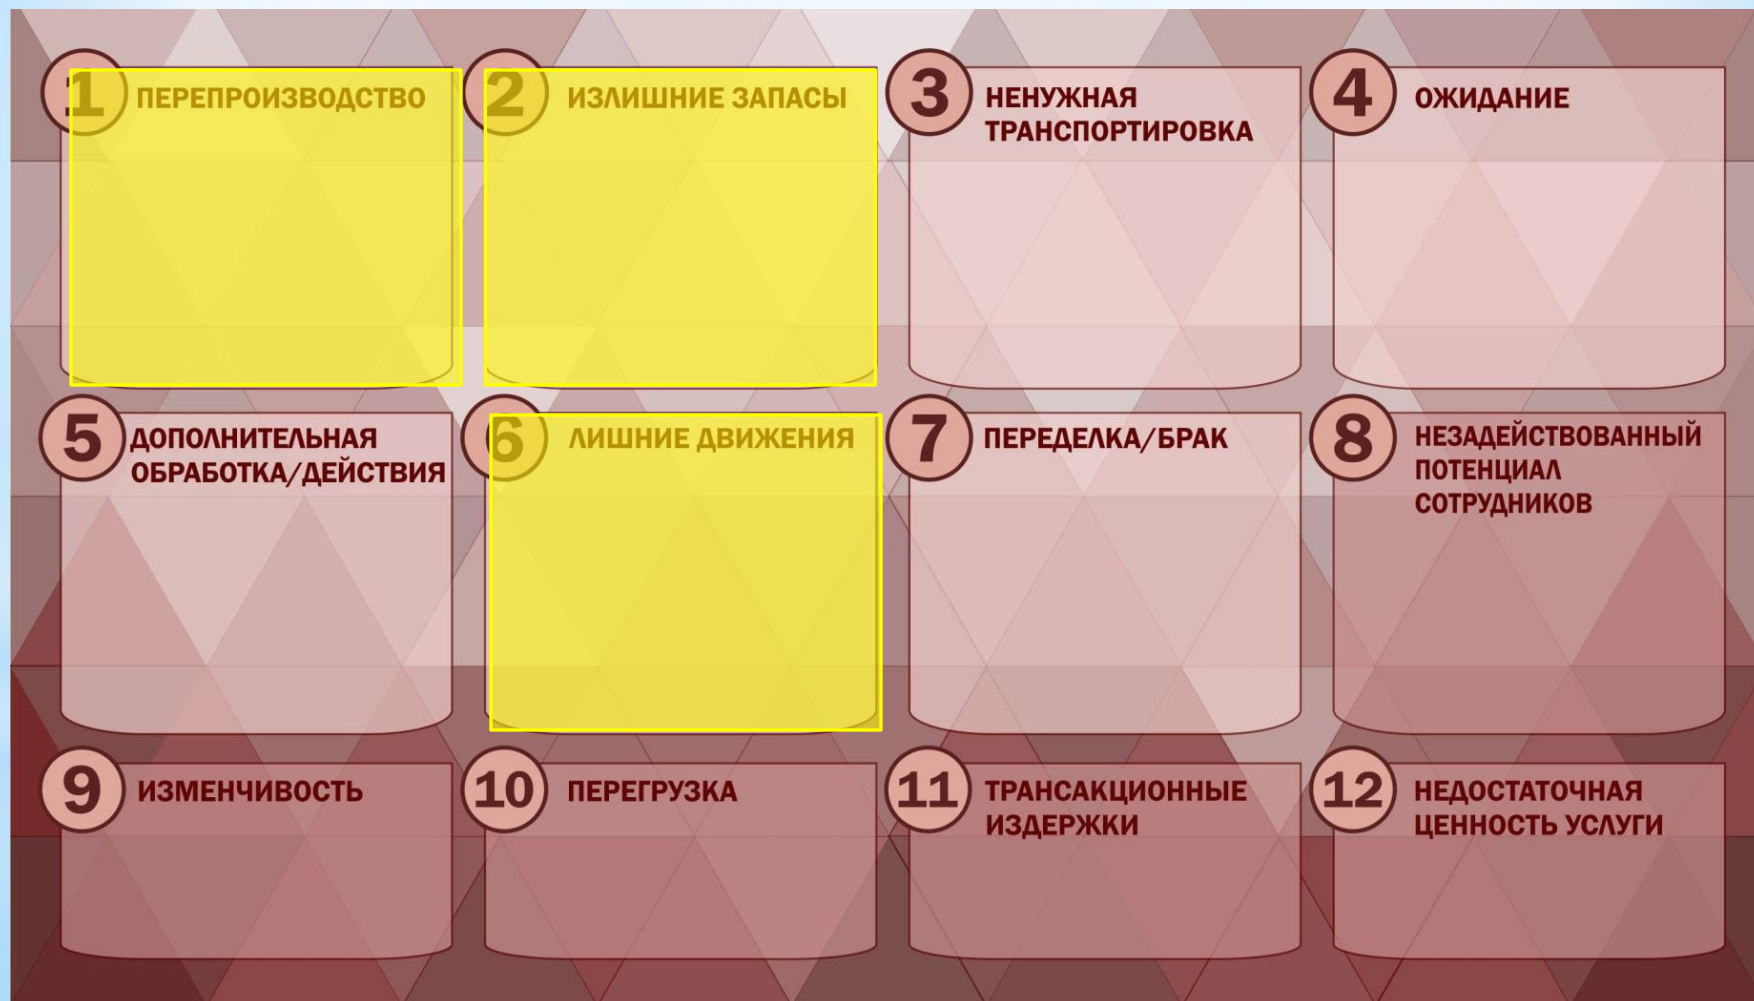 1 ПЕРЕПРОИЗВОДСТВО
2 ИЗЛИШНИЕ ЗАПАСЫ
3 НЕНУЖНАЯ
ТРАНСПОРТИРОВКА
4 ОЖИДАНИЕ
5 ДОПОЛНИТЕЛЬНАЯ
ОБРАБОТКА/ДЕЙСТВИЯ
6 ЛИШНИЕ ДВИЖЕНИЯ
7 ПЕРЕДЕЛКА/БРАК
8 НЕЗАДЕЙСТВОВАННЫЙ
ПОТЕНЦИАЛ
СОТРУДНИКОВ
9 ИЗМЕНЧИВОСТЬ
10 ПЕРЕГРУЗКА
11 ТРАНСАКЦИОННЫЕ
ИЗДЕРЖКИ
12 НЕДОСТАТОЧНАЯ
ЦЕННОСТЬ УСЛУГИ